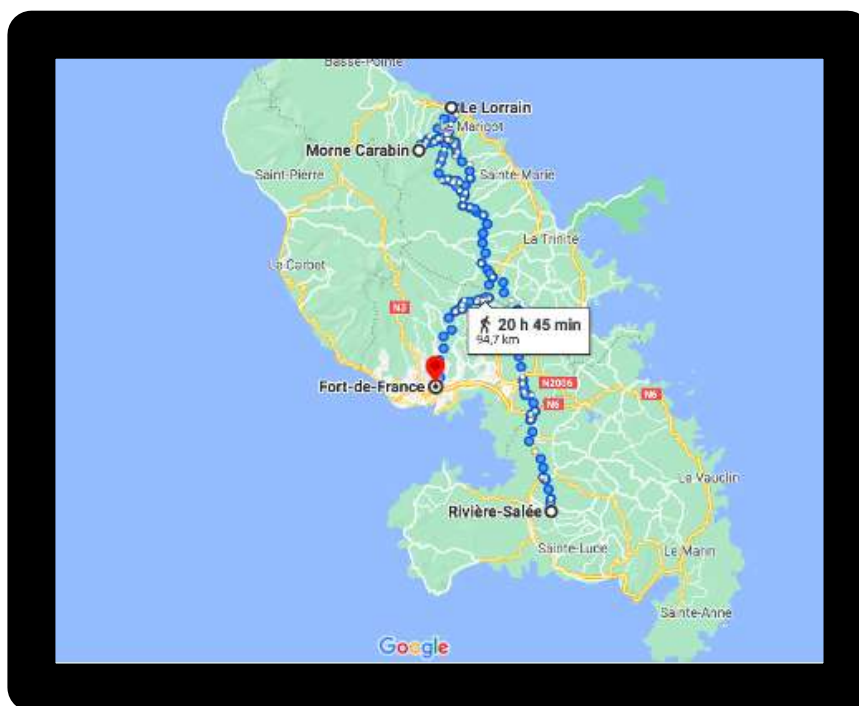 Basse-Pointe
Le Lorrain
Le Marigot
Morne Carabin
Saint-Pierre
Sainte-Marie
La Trinité
Le Carbet
N3
20 h 45 min
94,7 km
Fort-de-France
N2006
N6
N6
Le Vauclin
Rivière-Salée
Sainte-Luce
Le Marin
Sainte-Anne
Google